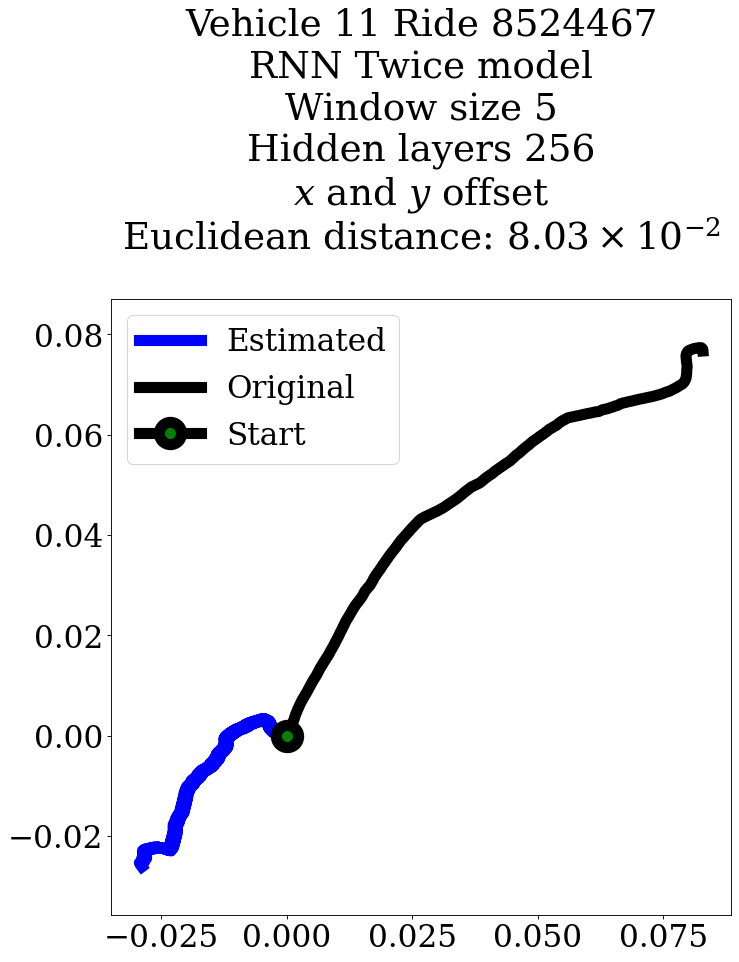 Vehicle 11 Ride 8524467
RNN Twice model
Window size 5
Hidden layers 256
x and y offset
Euclidean distance: 8.03 × 10⁻²
Estimated
Original
Start
0.08
0.06
0.04
0.02
0.00
−0.02
−0.025 0.000 0.025 0.050 0.075